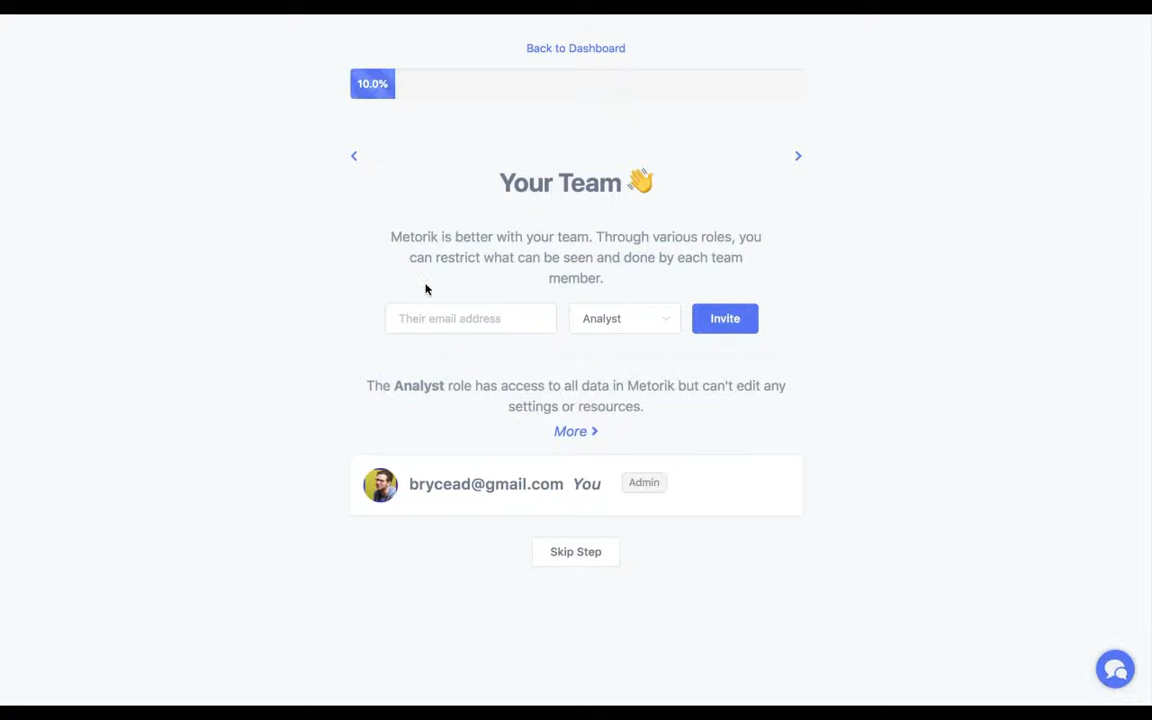 Back to Dashboard
10.0%
Your Team 👋
Metorik is better with your team. Through various roles, you
can restrict what can be seen and done by each team
member.
Their email address
Analyst
Invite
The Analyst role has access to all data in Metorik but can't edit any
settings or resources.
More
brycead@gmail.com You Admin
Skip Step